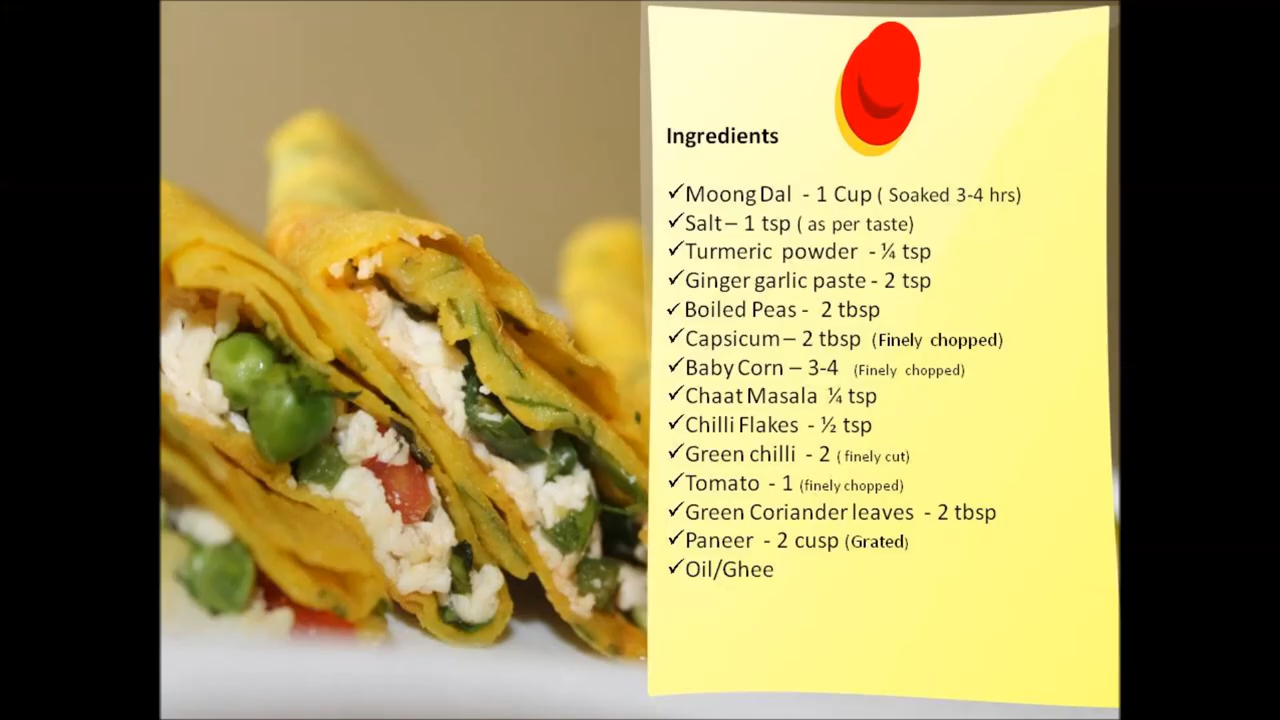 Ingredients
✓Moong Dal - 1 Cup ( Soaked 3-4 hrs)
✓Salt – 1 tsp ( as per taste)
✓Turmeric powder - ¼ tsp
✓Ginger garlic paste - 2 tsp
✓Boiled Peas - 2 tbsp
✓Capsicum – 2 tbsp (Finely chopped)
✓Baby Corn – 3-4 (Finely chopped)
✓Chaat Masala ¼ tsp
✓Chilli Flakes - ½ tsp
✓Green chilli - 2 ( finely cut)
✓Tomato - 1 (finely chopped)
✓Green Coriander leaves - 2 tbsp
✓Paneer - 2 cusp (Grated)
✓Oil/Ghee